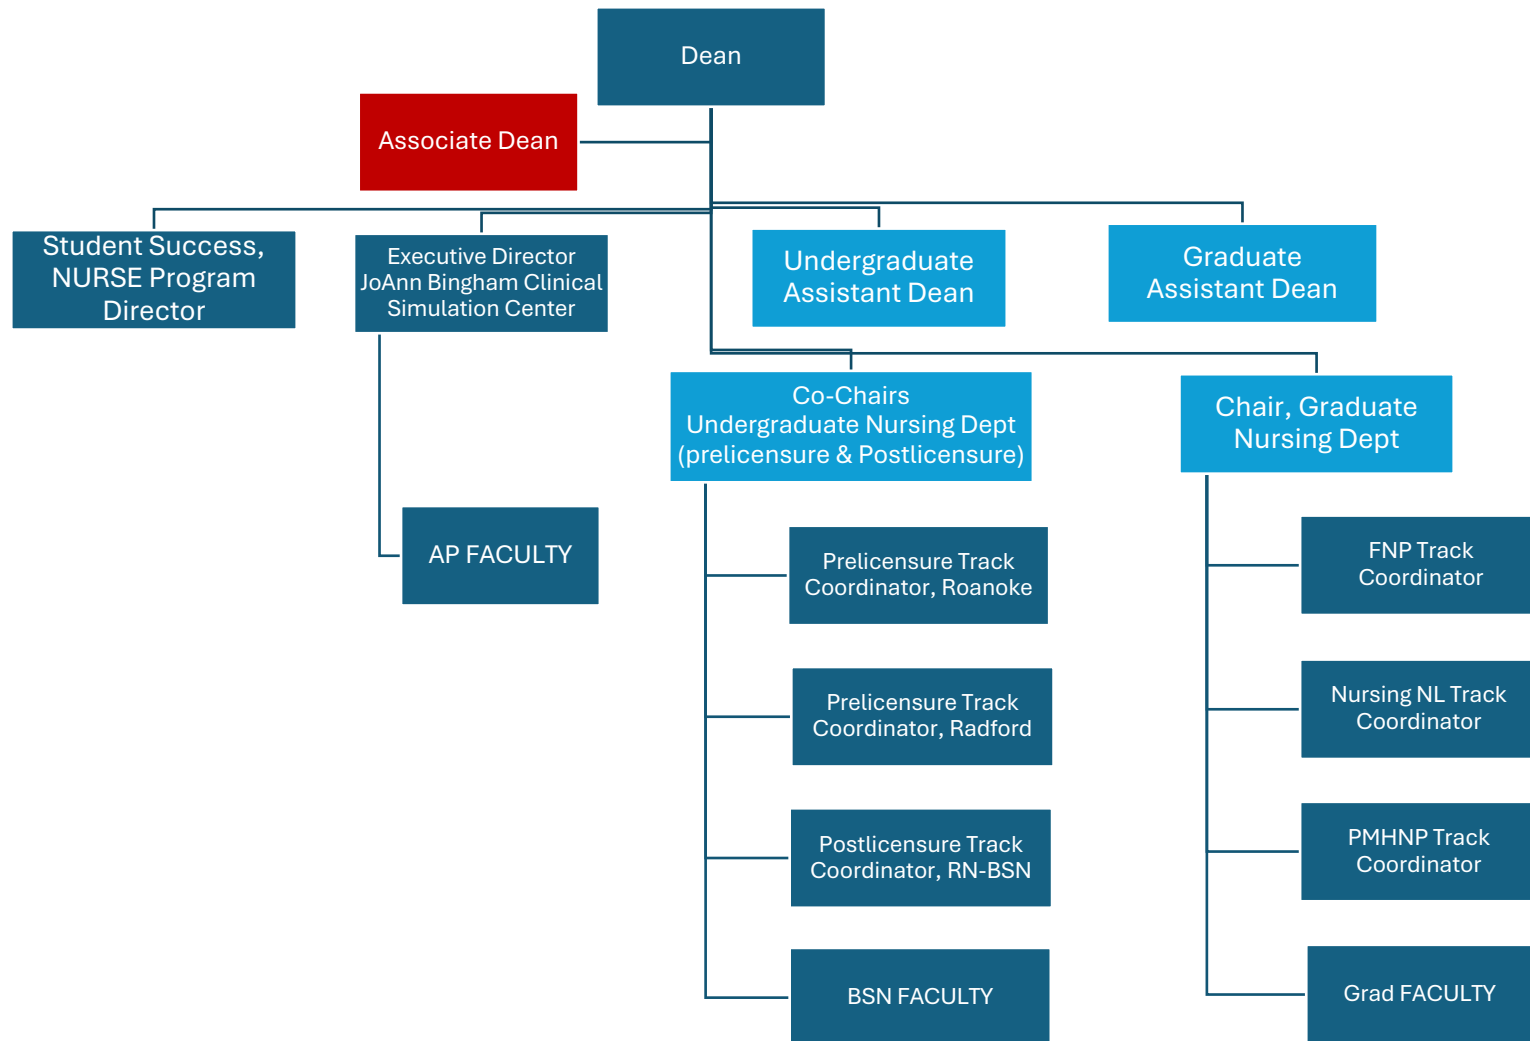 Dean
Associate Dean
Student Success,
NURSE Program
Director
Executive Director
JoAnn Bingham Clinical
Simulation Center
Undergraduate
Assistant Dean
Graduate
Assistant Dean
Co-Chairs
Undergraduate Nursing Dept
(prelicensure & Postlicensure)
Chair, Graduate
Nursing Dept
AP FACULTY
Prelicensure Track
Coordinator, Roanoke
Prelicensure Track
Coordinator, Radford
Postlicensure Track
Coordinator, RN-BSN
BSN FACULTY
FNP Track
Coordinator
Nursing NL Track
Coordinator
PMHNP Track
Coordinator
Grad FACULTY